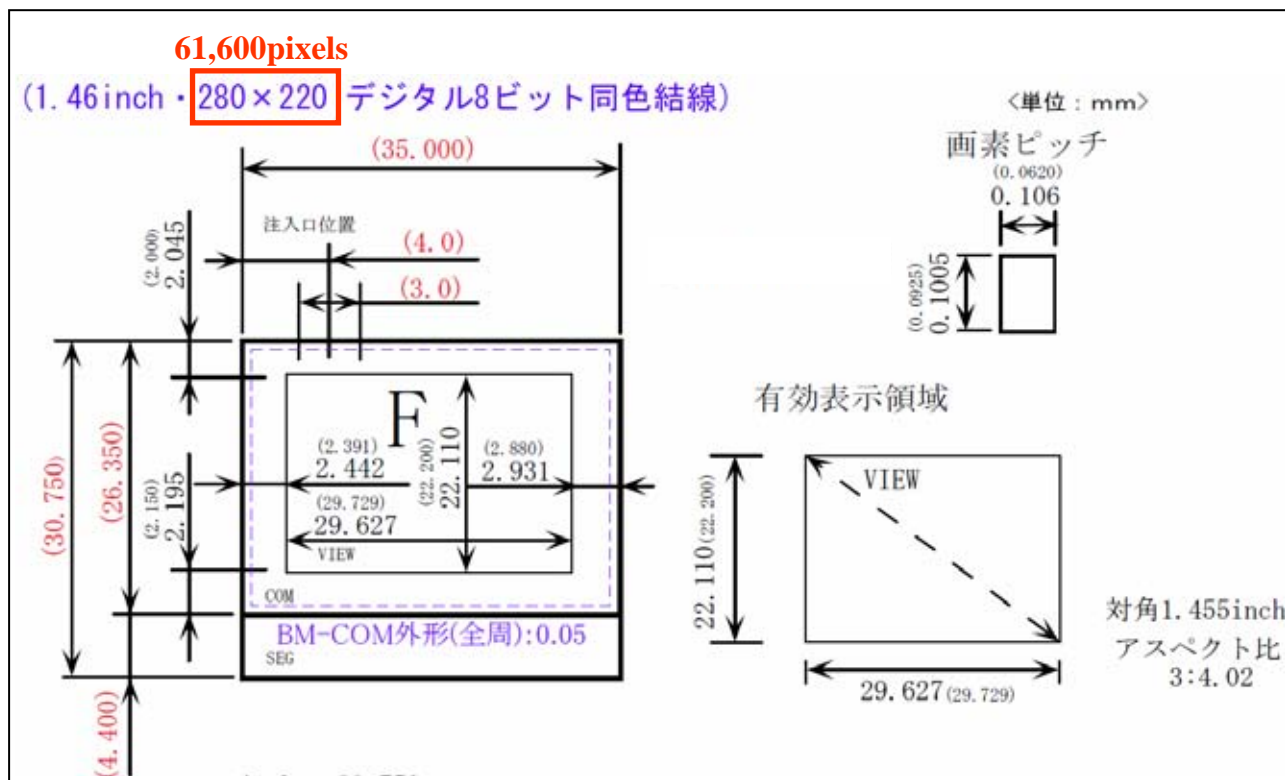 61,600pixels
(1.46inch・280×220 デジタル8ビット同色結線)
<単位：mm>
画素ピッチ
(0.0620)
0.106
(0.0925)
0.1005
(35.000)
注入口位置
(4.0)
(3.0)
(2.000)
2.045
(30.750)
(26.350)
(2.150)
2.195
F
(2.391)
2.442
(22.200)
22.110
(2.880)
2.931
(29.729)
29.627
VIEW
COM
BM-COM外形(全周):0.05
SEG
(4.400)
有効表示領域
VIEW
22.110(22.200)
29.627(29.729)
対角1.455inch
アスペクト比
3:4.02